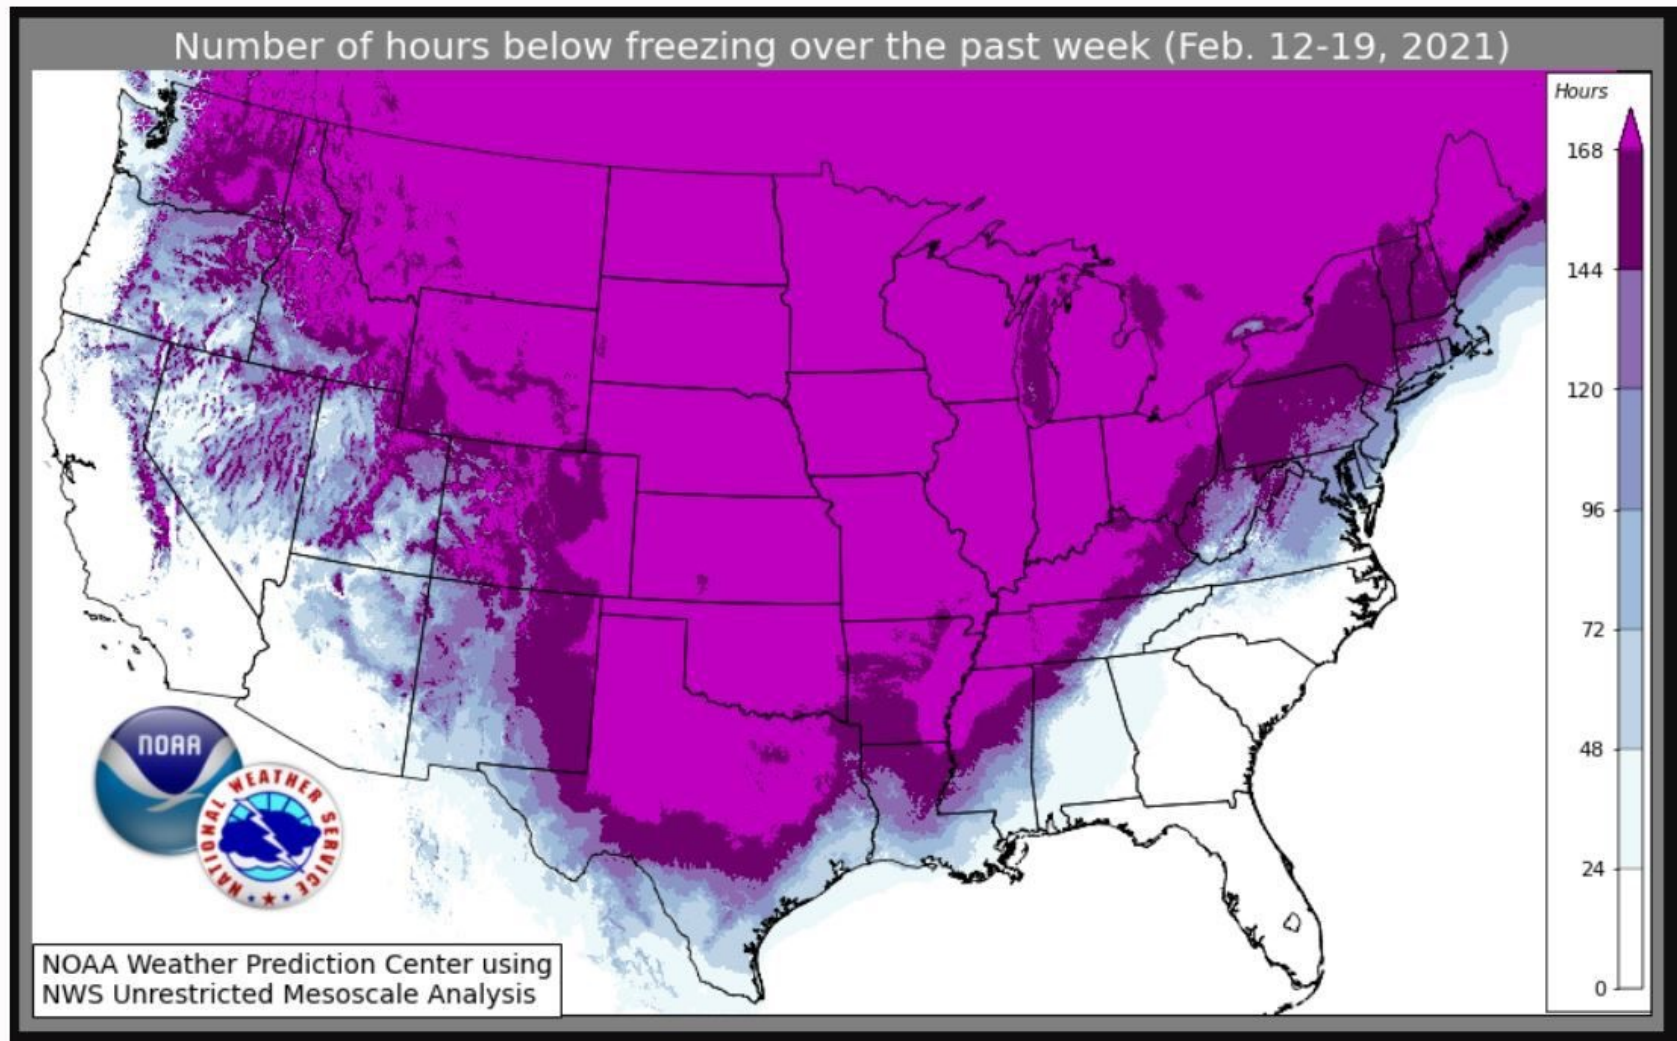 Number of hours below freezing over the past week (Feb. 12-19, 2021)
Hours
168
144
120
96
72
48
24
0
NOAA
NATIONAL WEATHER SERVICE
NOAA Weather Prediction Center using
NWS Unrestricted Mesoscale Analysis